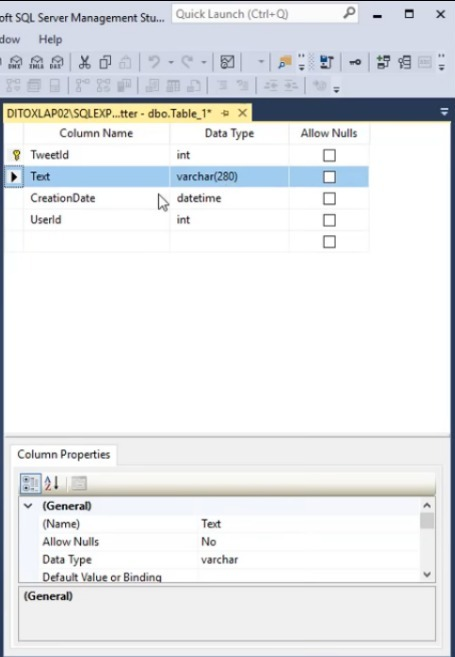 oft SQL Server Management Stu...
Quick Launch (Ctrl+Q)
dow Help
DITOXLAP02\SQLEXP...tter - dbo.Table_1*
Column Name Data Type Allow Nulls
TweetId int
Text varchar(280)
CreationDate datetime
UserId int
Column Properties
(General)
(Name) Text
Allow Nulls No
Data Type varchar
Default Value or Binding
(General)